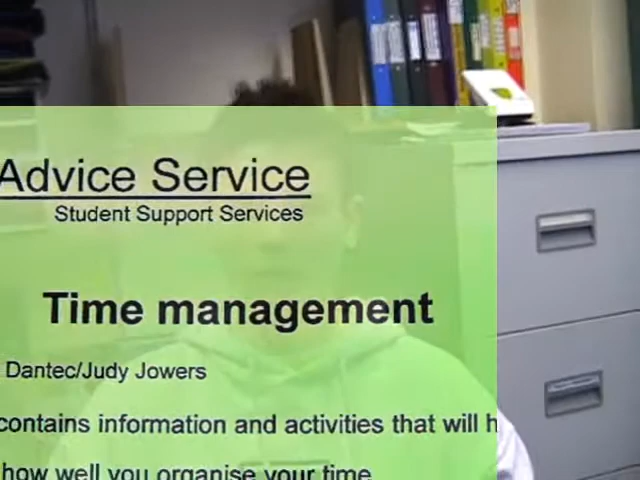 Advice Service
Student Support Services
Time management
Dantec/Judy Jowers
contains information and activities that will h
how well you organise your time